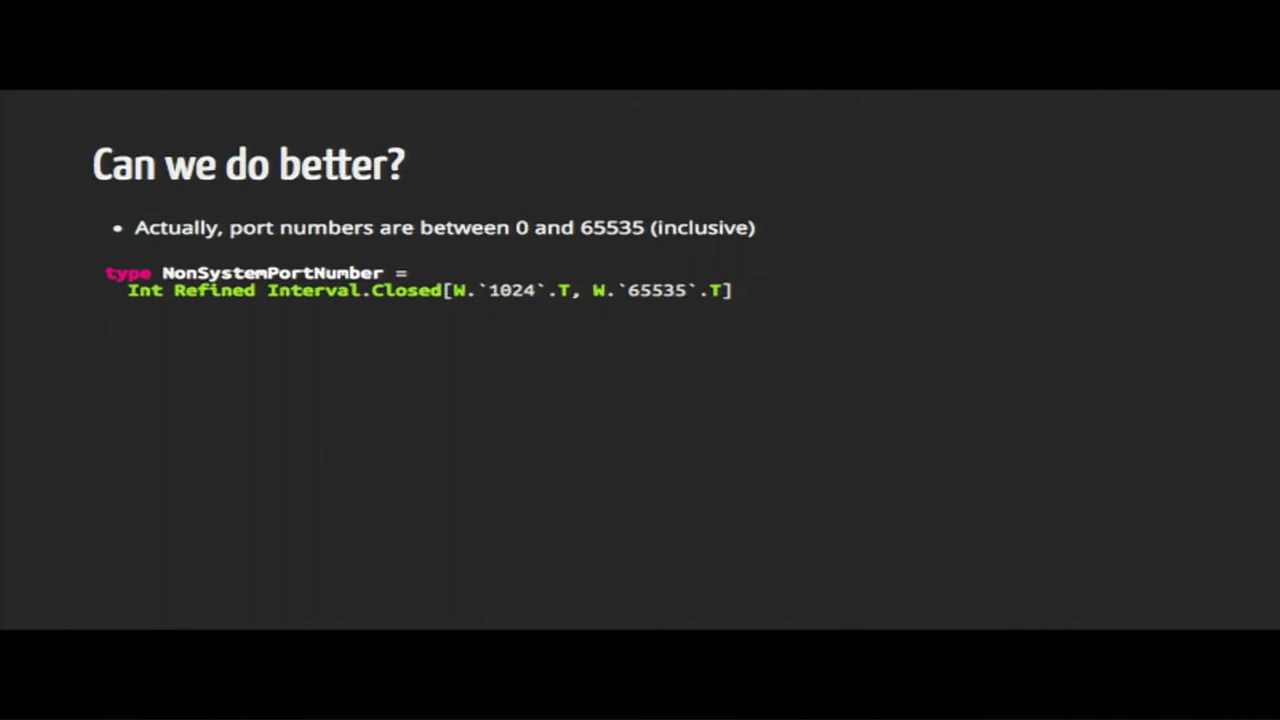 Can we do better?
• Actually, port numbers are between 0 and 65535 (inclusive)
type NonSystemPortNumber =
Int Refined Interval.Closed[W.`1024`.T, W.`65535`.T]